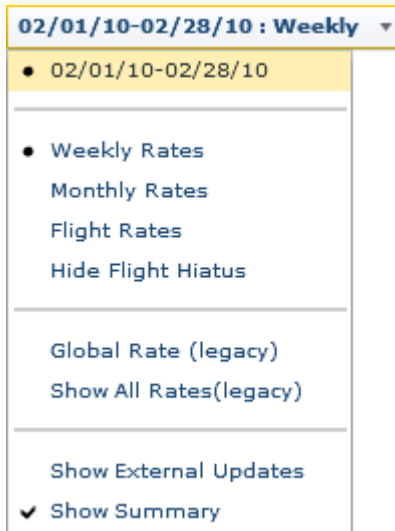 02/01/10-02/28/10 : Weekly
02/01/10-02/28/10
Weekly Rates
Monthly Rates
Flight Rates
Hide Flight Hiatus
Global Rate (legacy)
Show All Rates(legacy)
Show External Updates
Show Summary